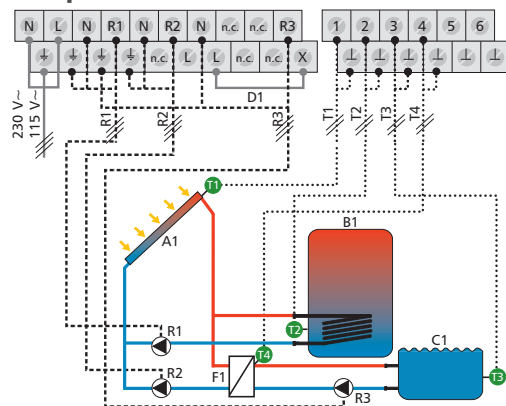 N L N R1 N R2 N n.c. n.c. R3
1 2 3 4 5 6
n.c. L L n.c. n.c. X
D1
230 V~
115 V~
R1
R2
R3
T1
T2
T3
T4
T1
A1
B1
R1
T2
T4
C1
F1
R2
R3
T3